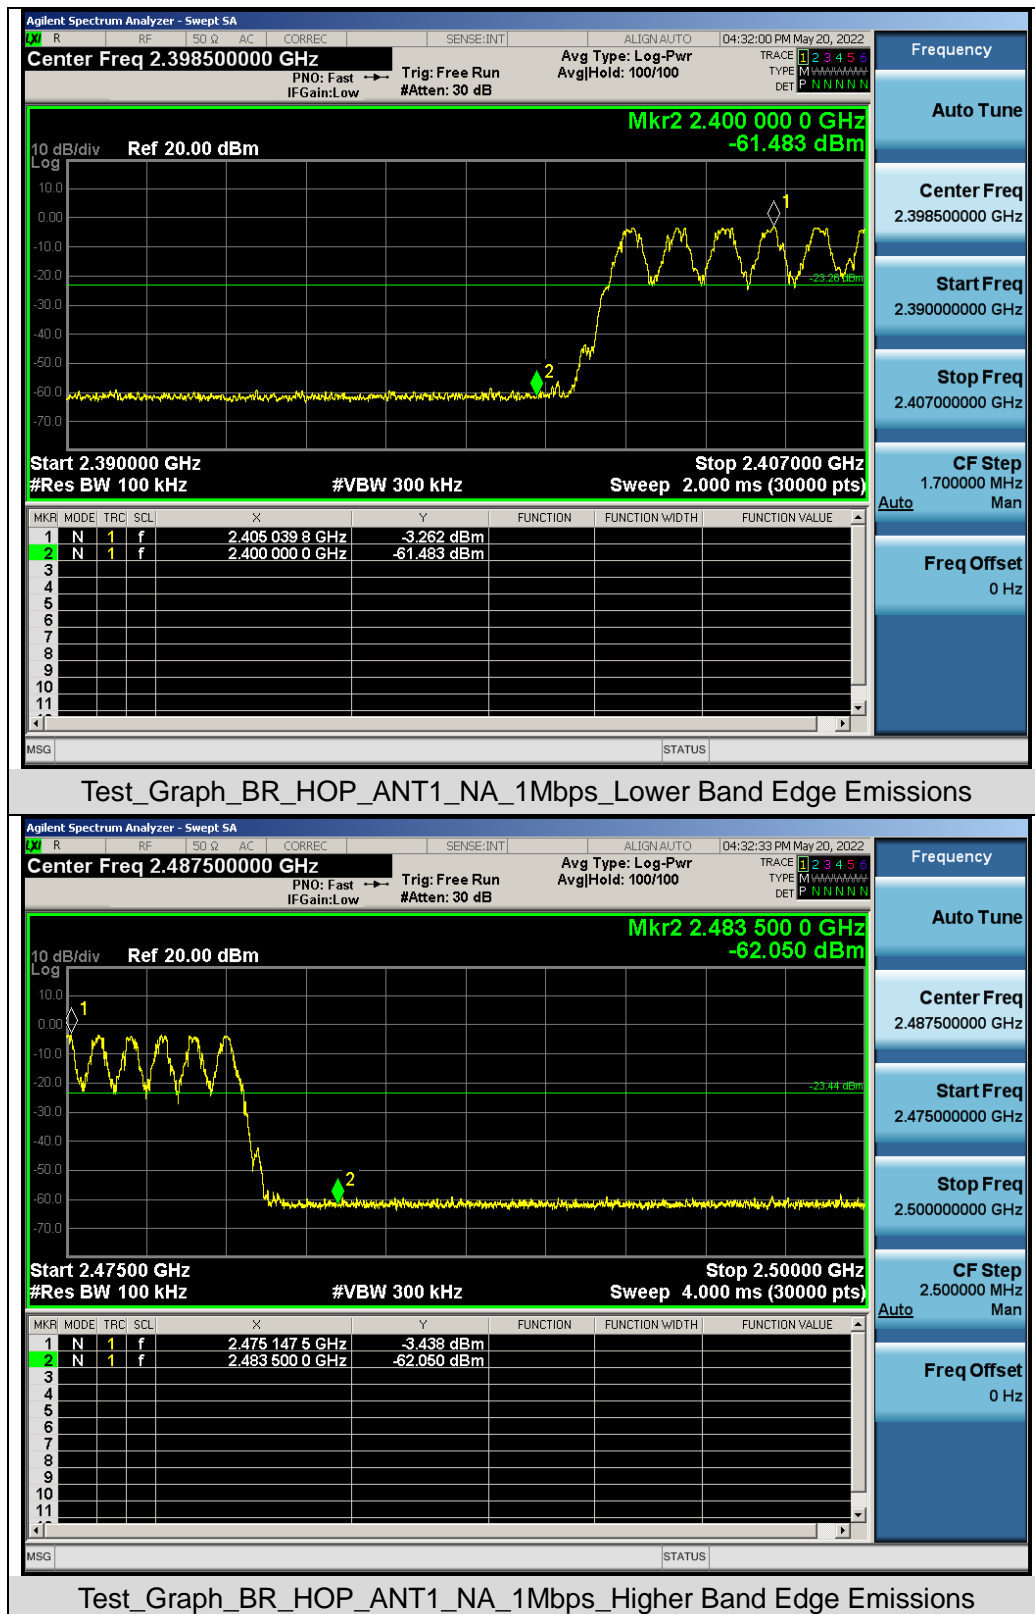 Agilent Spectrum Analyzer - Swept SA
LXI R RF 50 Ω AC CORREC SENSE:INT ALIGNAUTO 04:32:00 PM May 20, 2022
Center Freq 2.398500000 GHz
PNO: Fast
IFGain:Low
Trig: Free Run
#Atten: 30 dB
Avg Type: Log-Pwr
Avg|Hold: 100/100
TRACE 1 2 3 4 5 6
TYPE M
DET P N N N N N
Mkr2 2.400 000 0 GHz
-61.483 dBm
10 dB/div Ref 20.00 dBm
Log
10.0
0.00
-10.0
-20.0
-30.0
-40.0
-50.0
-60.0
-70.0
1
2
-23.26 dBm
Start 2.390000 GHz Stop 2.407000 GHz
#Res BW 100 kHz #VBW 300 kHz Sweep 2.000 ms (30000 pts)
MKR MODE TRC SCL X Y FUNCTION FUNCTION WIDTH FUNCTION VALUE
1 N 1 f 2.405 039 8 GHz -3.262 dBm
2 N 1 f 2.400 000 0 GHz -61.483 dBm
3
4
5
6
7
8
9
10
11
MSG STATUS
Frequency
Auto Tune
Center Freq
2.398500000 GHz
Start Freq
2.390000000 GHz
Stop Freq
2.407000000 GHz
CF Step
1.700000 MHz
Auto Man
Freq Offset
0 Hz
Test_Graph_BR_HOP_ANT1_NA_1Mbps_Lower Band Edge Emissions
Agilent Spectrum Analyzer - Swept SA
LXI R RF 50 Ω AC CORREC SENSE:INT ALIGNAUTO 04:32:33 PM May 20, 2022
Center Freq 2.487500000 GHz
PNO: Fast
IFGain:Low
Trig: Free Run
#Atten: 30 dB
Avg Type: Log-Pwr
Avg|Hold: 100/100
TRACE 1 2 3 4 5 6
TYPE M
DET P N N N N N
Mkr2 2.483 500 0 GHz
-62.050 dBm
10 dB/div Ref 20.00 dBm
Log
10.0
0.00
-10.0
-20.0
-30.0
-40.0
-50.0
-60.0
-70.0
1
2
-23.44 dBm
Start 2.47500 GHz Stop 2.50000 GHz
#Res BW 100 kHz #VBW 300 kHz Sweep 4.000 ms (30000 pts)
MKR MODE TRC SCL X Y FUNCTION FUNCTION WIDTH FUNCTION VALUE
1 N 1 f 2.475 147 5 GHz -3.438 dBm
2 N 1 f 2.483 500 0 GHz -62.050 dBm
3
4
5
6
7
8
9
10
11
MSG STATUS
Frequency
Auto Tune
Center Freq
2.487500000 GHz
Start Freq
2.475000000 GHz
Stop Freq
2.500000000 GHz
CF Step
2.500000 MHz
Auto Man
Freq Offset
0 Hz
Test_Graph_BR_HOP_ANT1_NA_1Mbps_Higher Band Edge Emissions